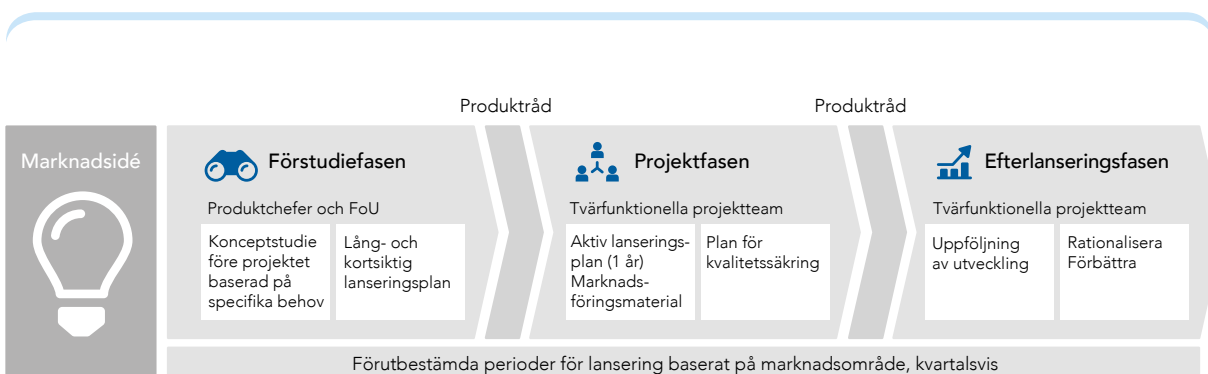 Produktråd
Produktråd
Marknadsidé
Förstudiefasen
Produktchefer och FoU
Konceptstudie
före projektet
baserad på
specifika behov
Lång- och
kortsiktig
lanseringsplan
Projektfasen
Tvärfunktionella projektteam
Aktiv lanserings-
plan (1 år)
Marknads-
föringsmaterial
Plan för
kvalitetssäkring
Efterlanseringsfasen
Tvärfunktionella projektteam
Uppföljning
av utveckling
Rationalisera
Förbättra
Förutbestämda perioder för lansering baserat på marknadsområde, kvartalsvis